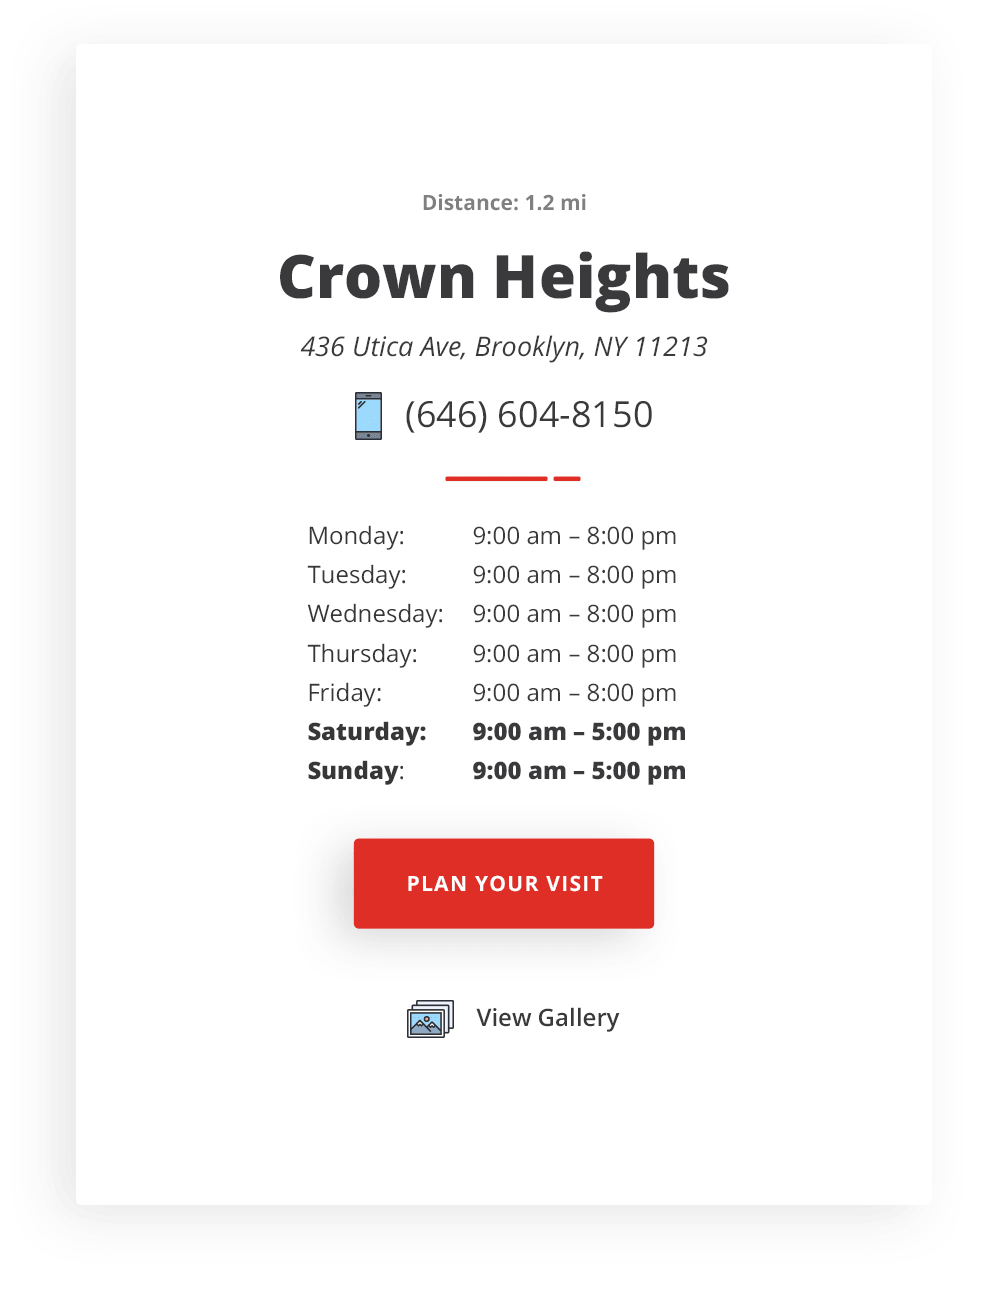 Distance: 1.2 mi
Crown Heights
436 Utica Ave, Brooklyn, NY 11213
(646) 604-8150
Monday: 9:00 am – 8:00 pm
Tuesday: 9:00 am – 8:00 pm
Wednesday: 9:00 am – 8:00 pm
Thursday: 9:00 am – 8:00 pm
Friday: 9:00 am – 8:00 pm
Saturday: 9:00 am – 5:00 pm
Sunday: 9:00 am – 5:00 pm
PLAN YOUR VISIT
View Gallery